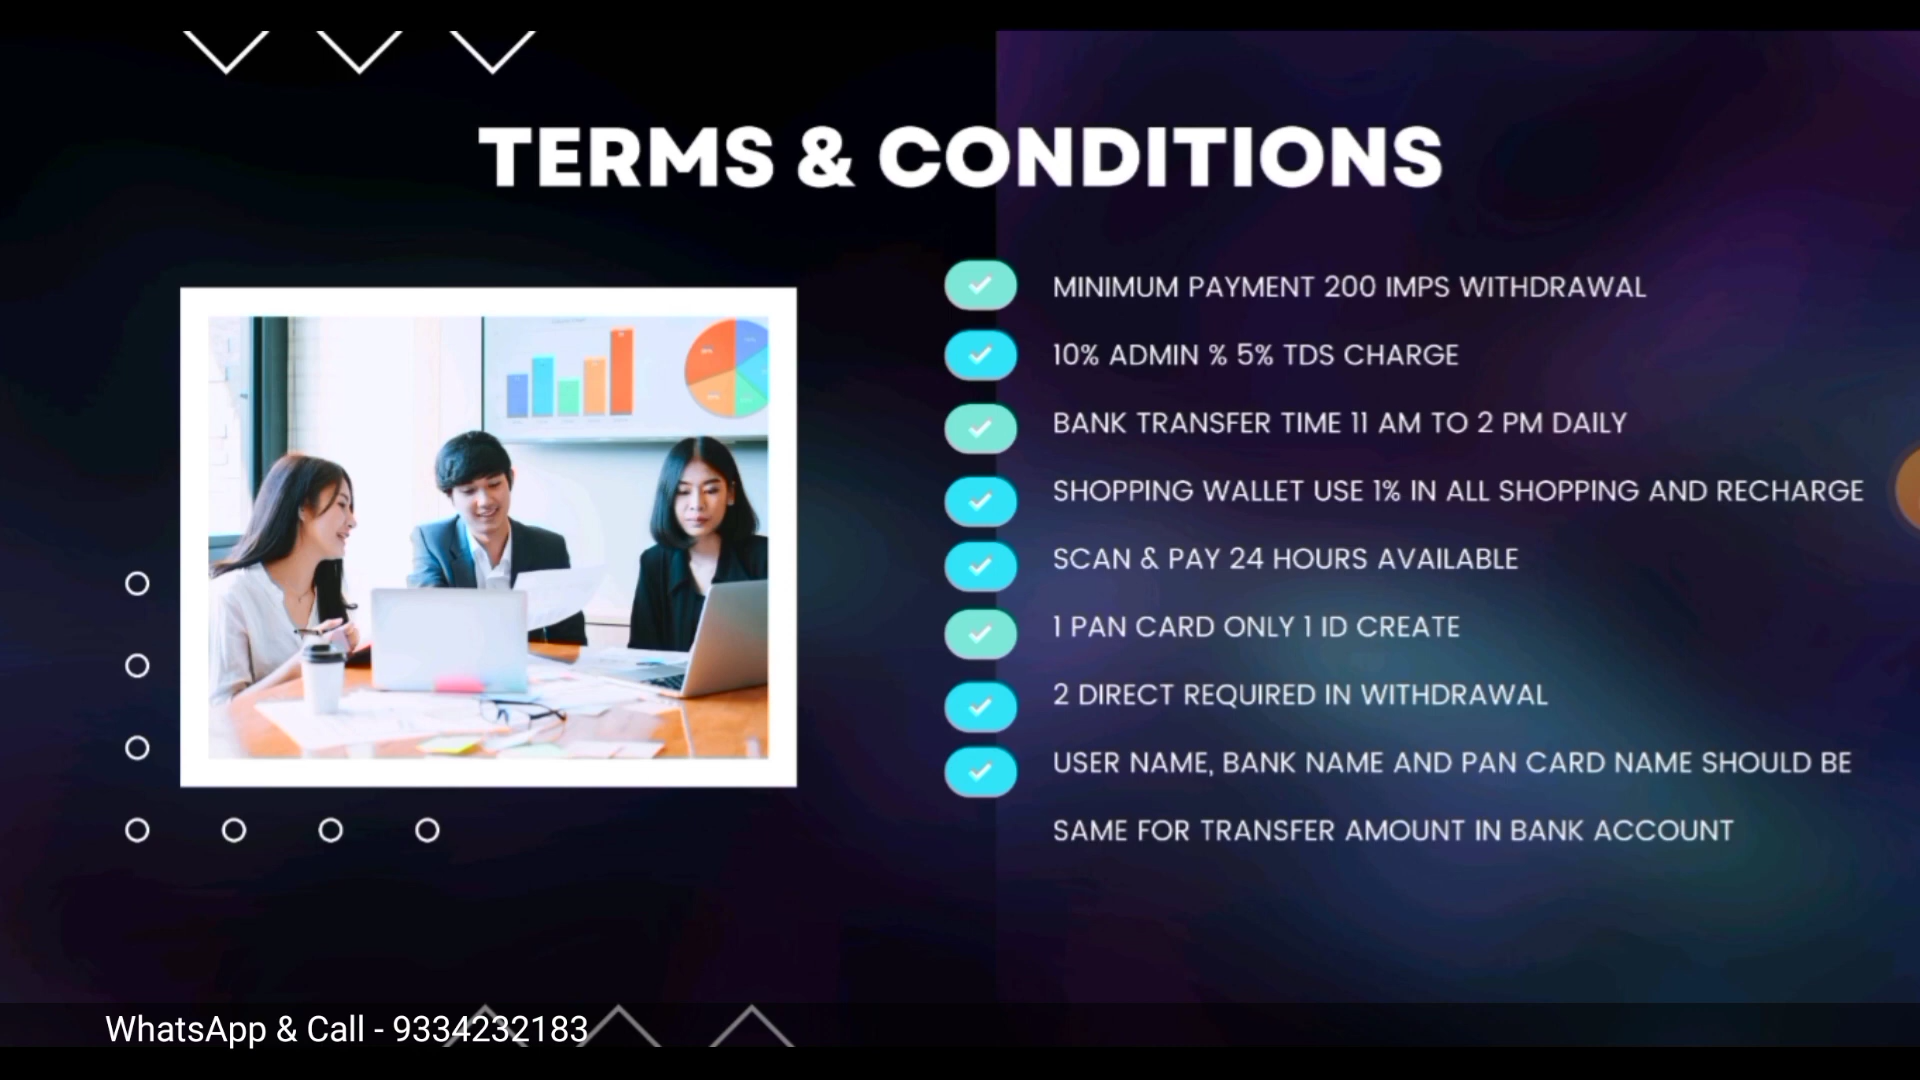 TERMS & CONDITIONS
MINIMUM PAYMENT 200 IMPS WITHDRAWAL
10% ADMIN % 5% TDS CHARGE
BANK TRANSFER TIME 11 AM TO 2 PM DAILY
SHOPPING WALLET USE 1% IN ALL SHOPPING AND RECHARGE
SCAN & PAY 24 HOURS AVAILABLE
1 PAN CARD ONLY 1 ID CREATE
2 DIRECT REQUIRED IN WITHDRAWAL
USER NAME, BANK NAME AND PAN CARD NAME SHOULD BE
SAME FOR TRANSFER AMOUNT IN BANK ACCOUNT
WhatsApp & Call - 9334232183